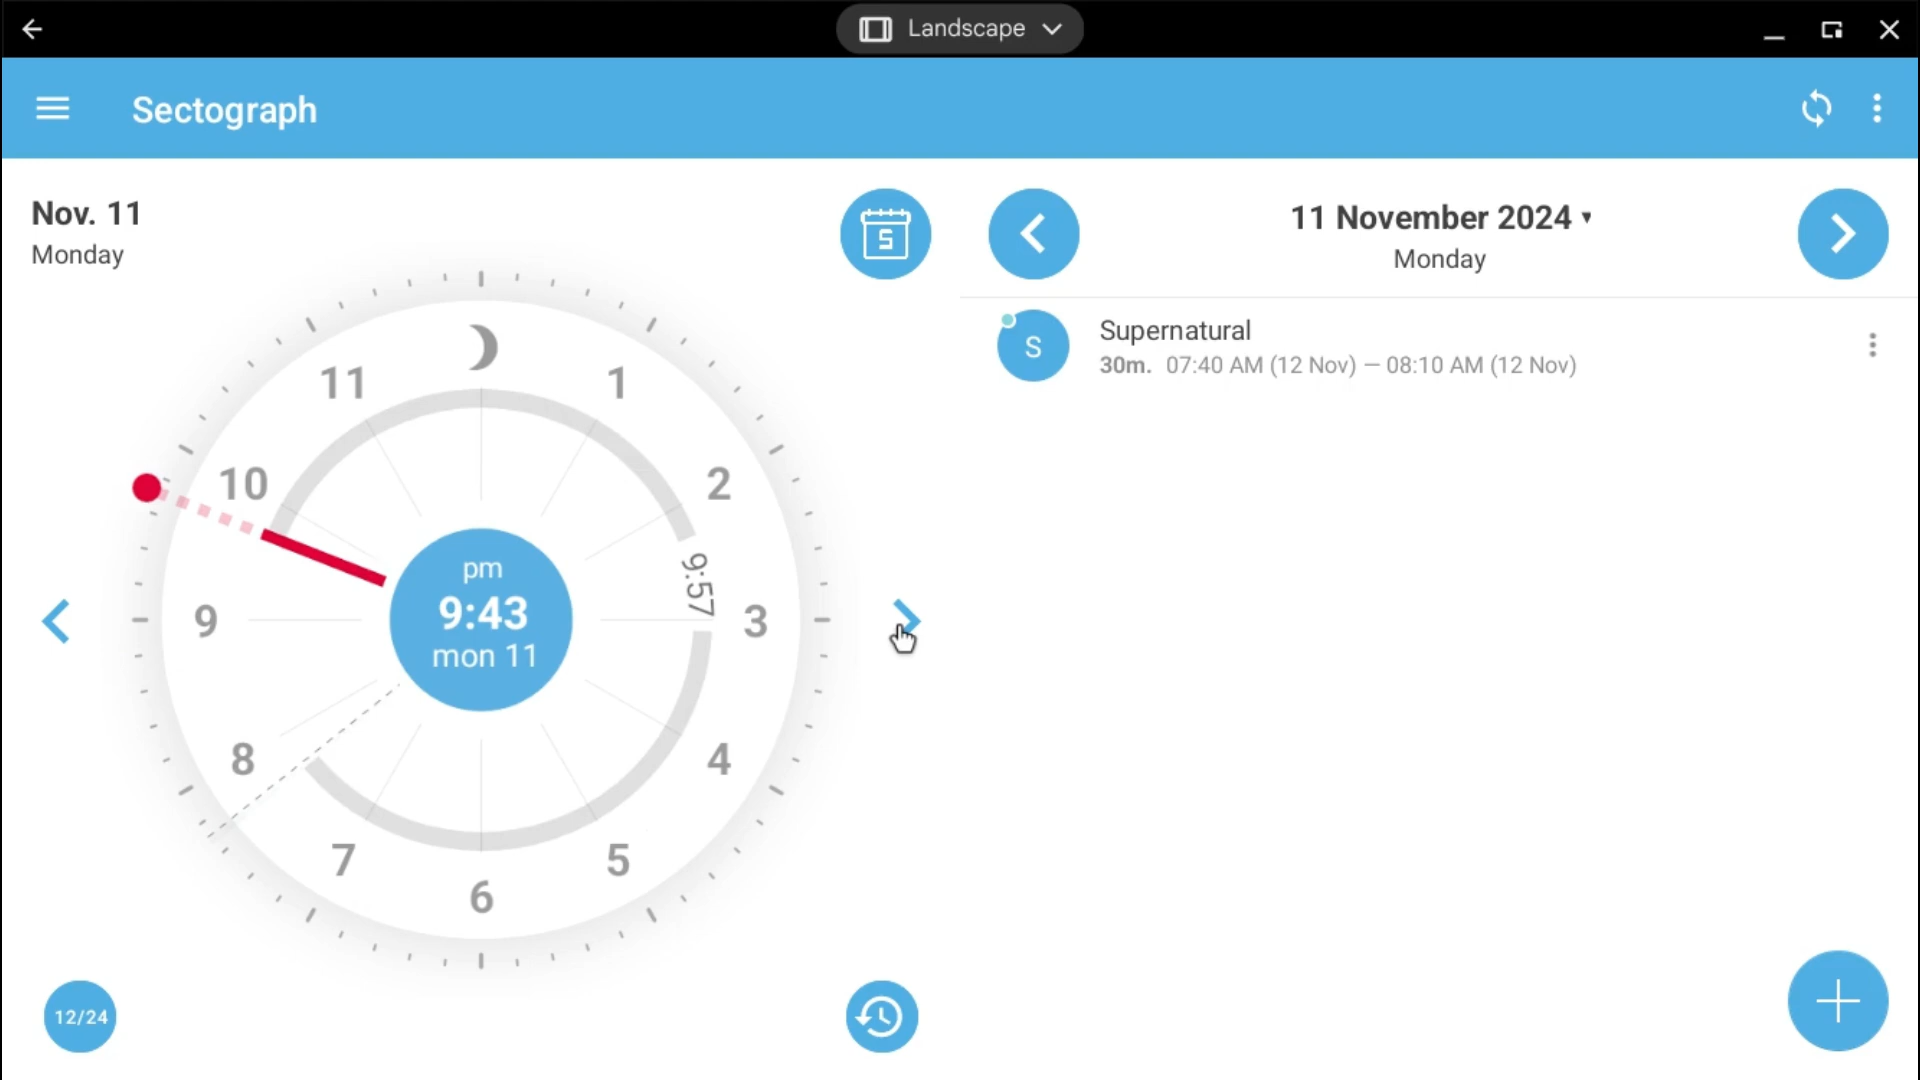 Landscape
Sectograph
Nov. 11
Monday
5
11 November 2024
Monday
S
Supernatural
30m. 07:40 AM (12 Nov) — 08:10 AM (12 Nov)
11
1
10
2
9:57
9
3
8
4
7
5
6
pm
9:43
mon 11
12/24